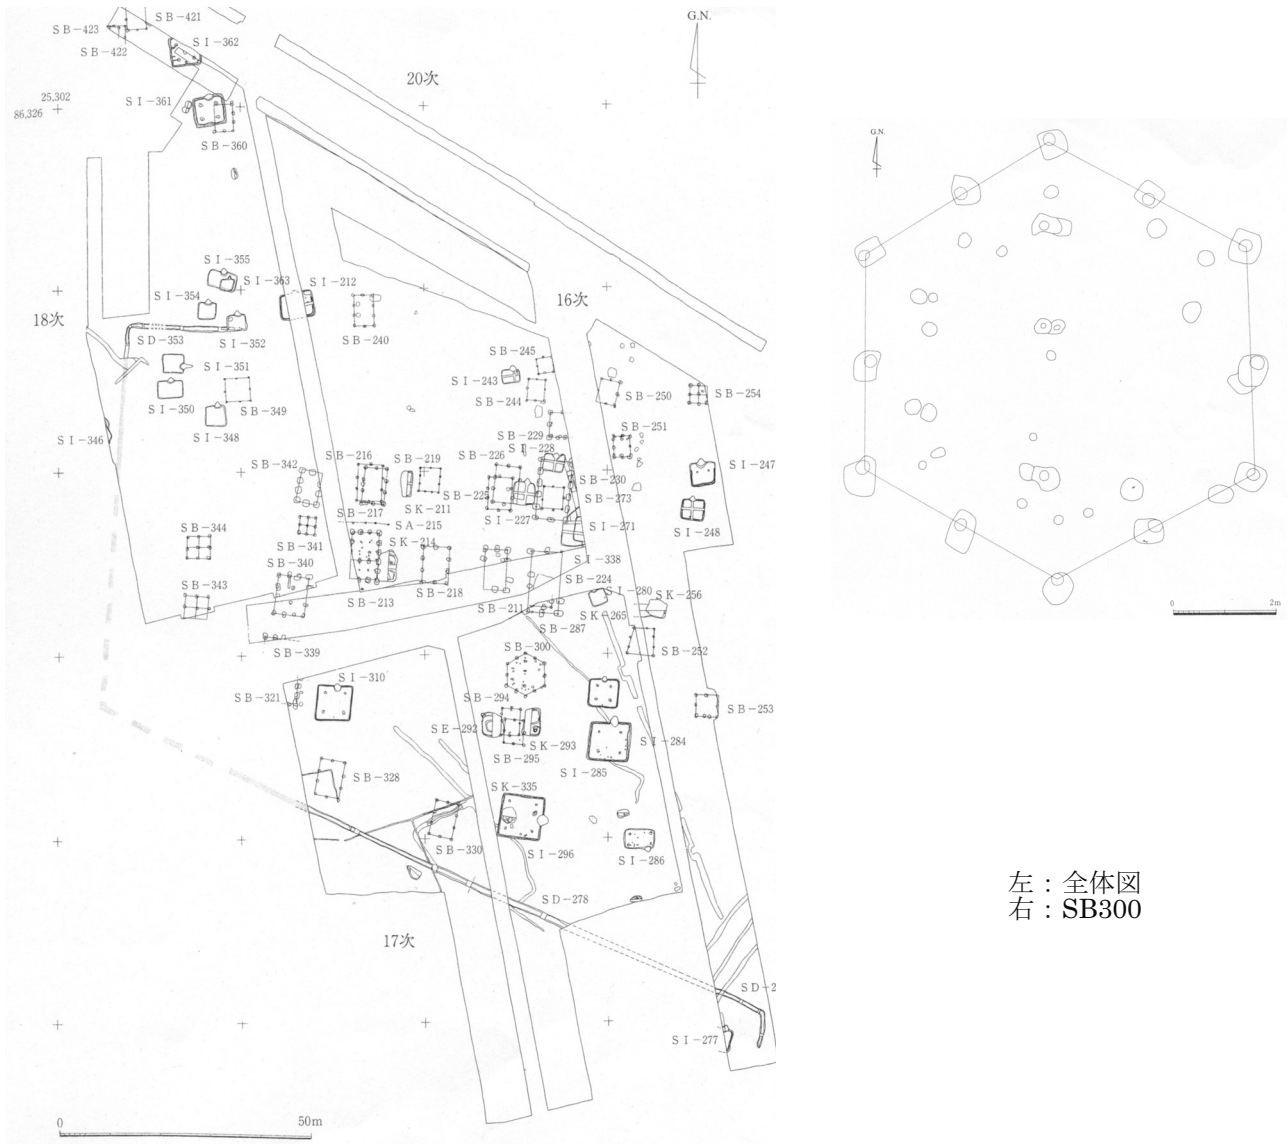 SB-421
SB-423
SB-422
SI-362
G.N.
20次
25,302
86,326
SI-361
SB-360
SI-355
SI-363
SI-212
SI-354
16次
18次
SD-353
SI-352
SB-240
SB-245
SI-351
SI-243
SB-244
SB-250
SB-254
SI-350
SB-349
SI-348
SI-346
SB-229
SB-251
SI-228
SB-342
SB-216
SB-219
SB-226
SI-247
SB-230
SB-225
SB-273
SB-217
SK-211
SI-227
SI-271
SA-215
SB-344
SB-341
SK-214
SI-248
SB-340
SI-338
SB-343
SB-213
SB-218
SB-224
SB-211
SI-280
SK-256
SK-265
SB-287
SB-339
SB-300
SB-252
SI-310
SB-321
SB-294
SB-253
SE-292
SK-293
SI-284
SB-295
SI-285
SB-328
SK-335
SB-330
SI-296
SI-286
SD-278
17次
SD-2
SI-277
0
50m
G.N.
0
2m
左：全体図
右：SB300